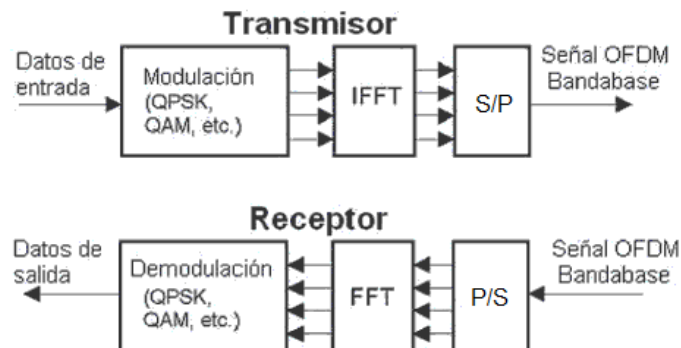 Transmisor
Datos de
entrada
Modulación
(QPSK,
QAM, etc.)
IFFT
S/P
Señal OFDM
Bandabase
Receptor
Datos de
salida
Demodulación
(QPSK,
QAM, etc.)
FFT
P/S
Señal OFDM
Bandabase